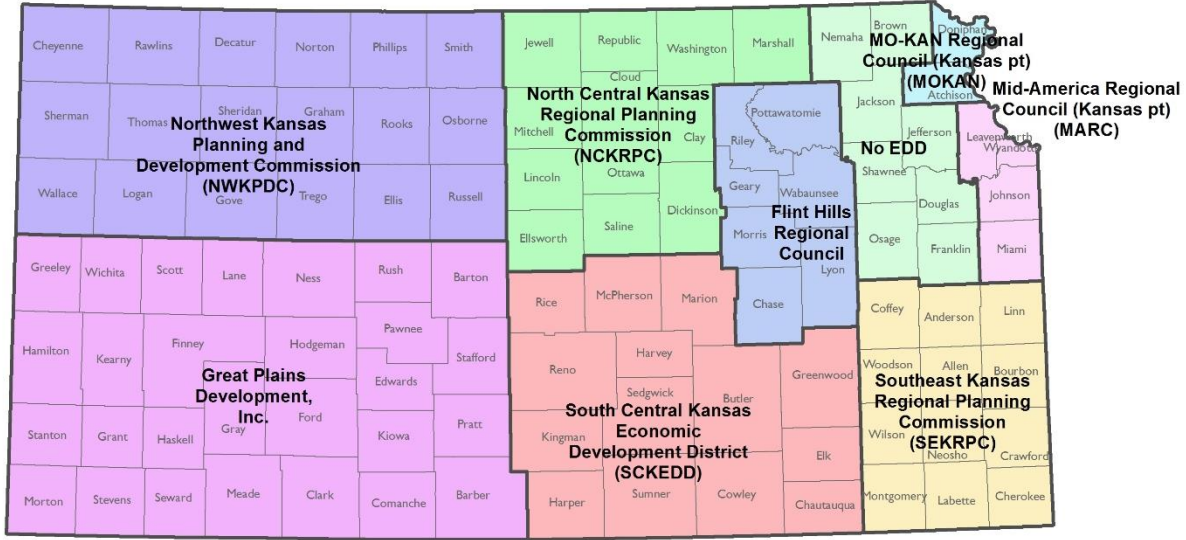 Cheyenne
Rawlins
Decatur
Norton
Phillips
Smith
Jewell
Republic
Washington
Marshall
Nemaha
Brown
Doniphan
MO-KAN Regional
Council (Kansas pt)
(MOKAN)
Atchison
Mid-America Regional
Council (Kansas pt)
(MARC)
Sherman
Thomas
Sheridan
Graham
Rooks
Osborne
Northwest Kansas
Planning and
Development Commission
(NWKPDC)
Wallace
Logan
Gove
Trego
Ellis
Russell
Cloud
North Central Kansas
Regional Planning
Commission
(NCKRPC)
Mitchell
Clay
Lincoln
Ottawa
Dickinson
Saline
Ellsworth
Pottawatomie
Riley
Geary
Wabaunsee
Flint Hills
Regional
Council
Morris
Lyon
Chase
Jackson
Jefferson
No EDD
Shawnee
Douglas
Osage
Franklin
Leavenworth
Wyandotte
Johnson
Miami
Greeley
Wichita
Scott
Lane
Ness
Rush
Barton
Hamilton
Kearny
Finney
Hodgeman
Pawnee
Stafford
Edwards
Great Plains
Development,
Inc.
Ford
Gray
Stanton
Grant
Haskell
Kiowa
Pratt
Morton
Stevens
Seward
Meade
Clark
Comanche
Barber
Rice
McPherson
Marion
Reno
Harvey
Sedgwick
Butler
Greenwood
South Central Kansas
Economic
Development District
(SCKEDD)
Kingman
Elk
Harper
Sumner
Cowley
Chautauqua
Coffey
Anderson
Linn
Woodson
Allen
Bourbon
Southeast Kansas
Regional Planning
Commission
(SEKRPC)
Wilson
Neosho
Crawford
Montgomery
Labette
Cherokee